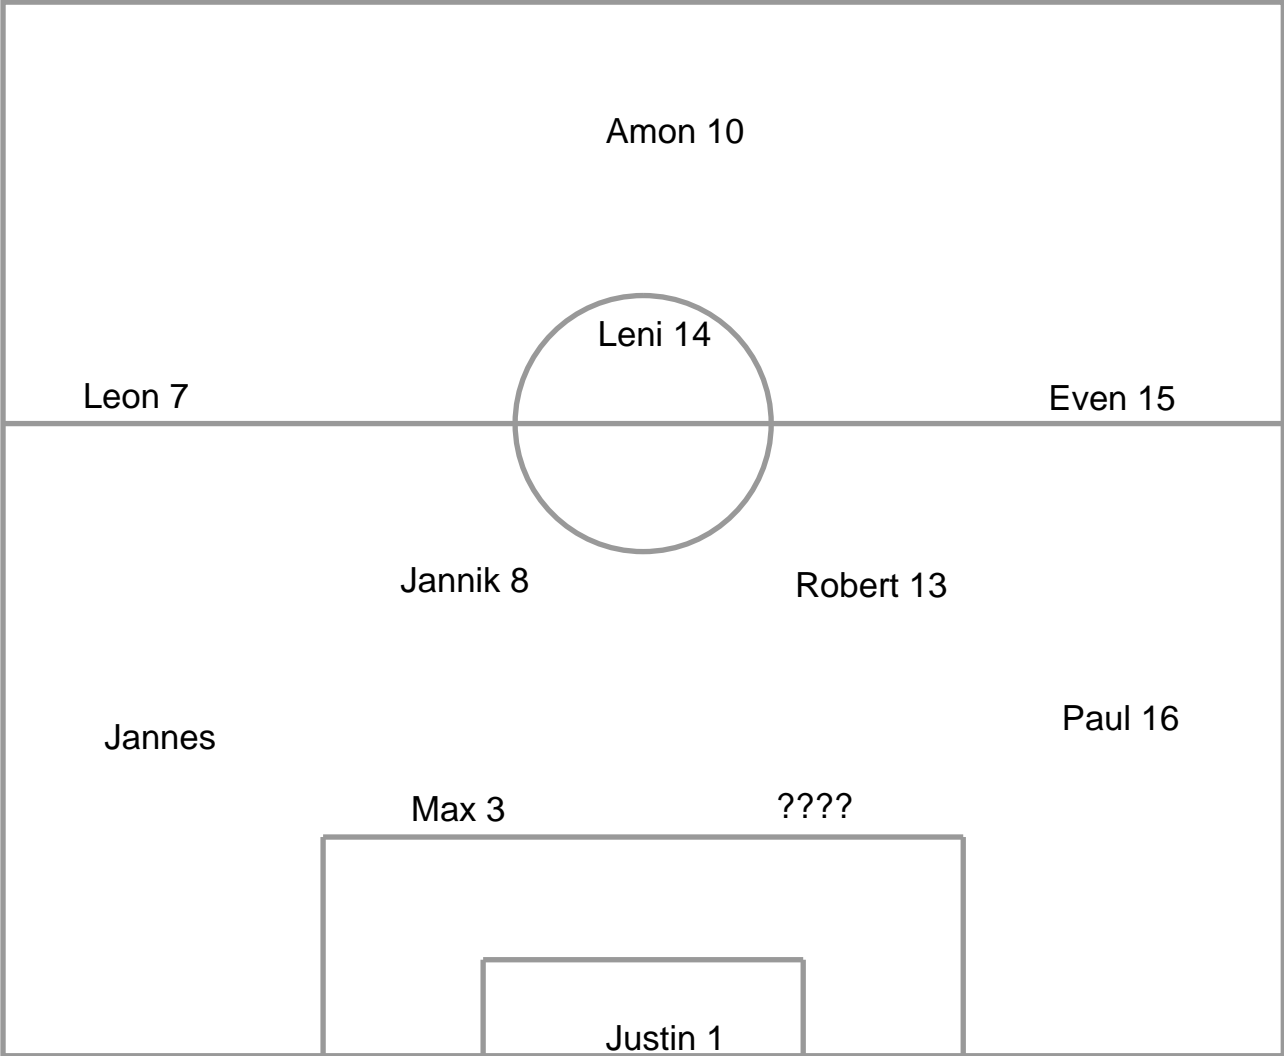 Amon 10
Leni 14
Leon 7
Even 15
Jannik 8
Robert 13
Paul 16
Jannes
Max 3
????
Justin 1